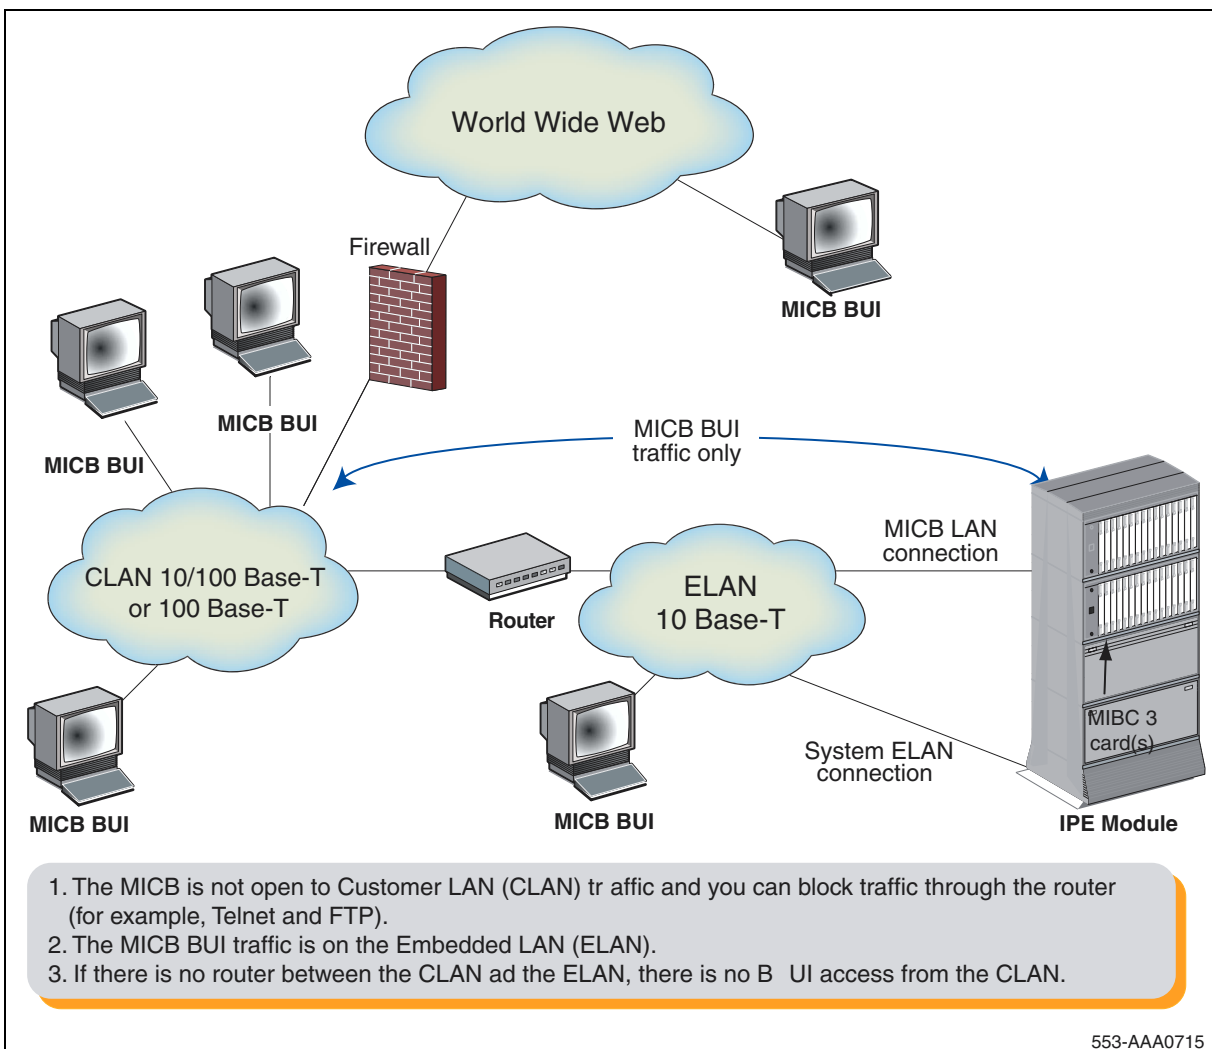 World Wide Web
Firewall
MICB BUI
MICB BUI
MICB BUI
MICB BUI
traffic only
MICB LAN
connection
CLAN 10/100 Base-T
or 100 Base-T
Router
ELAN
10 Base-T
MIBC 3
card(s)
System ELAN
connection
MICB BUI
MICB BUI
IPE Module
1. The MICB is not open to Customer LAN (CLAN) tr affic and you can block traffic through the router
(for example, Telnet and FTP).
2. The MICB BUI traffic is on the Embedded LAN (ELAN).
3. If there is no router between the CLAN ad the ELAN, there is no B UI access from the CLAN.
553-AAA0715